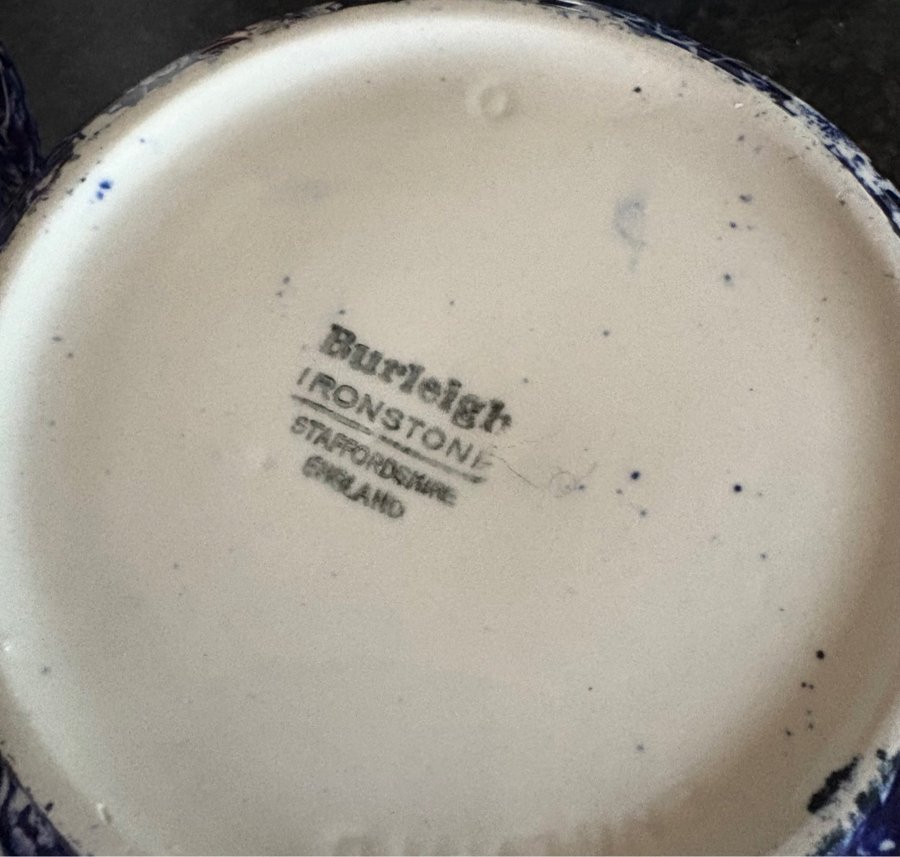 Burleigh
IRONSTONE
STAFFORDSHIRE
ENGLAND